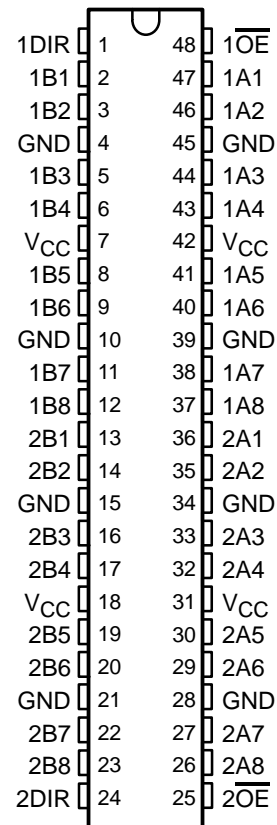 1DIR 1 48 1O̅E̅
1B1 2 47 1A1
1B2 3 46 1A2
GND 4 45 GND
1B3 5 44 1A3
1B4 6 43 1A4
VCC 7 42 VCC
1B5 8 41 1A5
1B6 9 40 1A6
GND 10 39 GND
1B7 11 38 1A7
1B8 12 37 1A8
2B1 13 36 2A1
2B2 14 35 2A2
GND 15 34 GND
2B3 16 33 2A3
2B4 17 32 2A4
VCC 18 31 VCC
2B5 19 30 2A5
2B6 20 29 2A6
GND 21 28 GND
2B7 22 27 2A7
2B8 23 26 2A8
2DIR 24 25 2O̅E̅